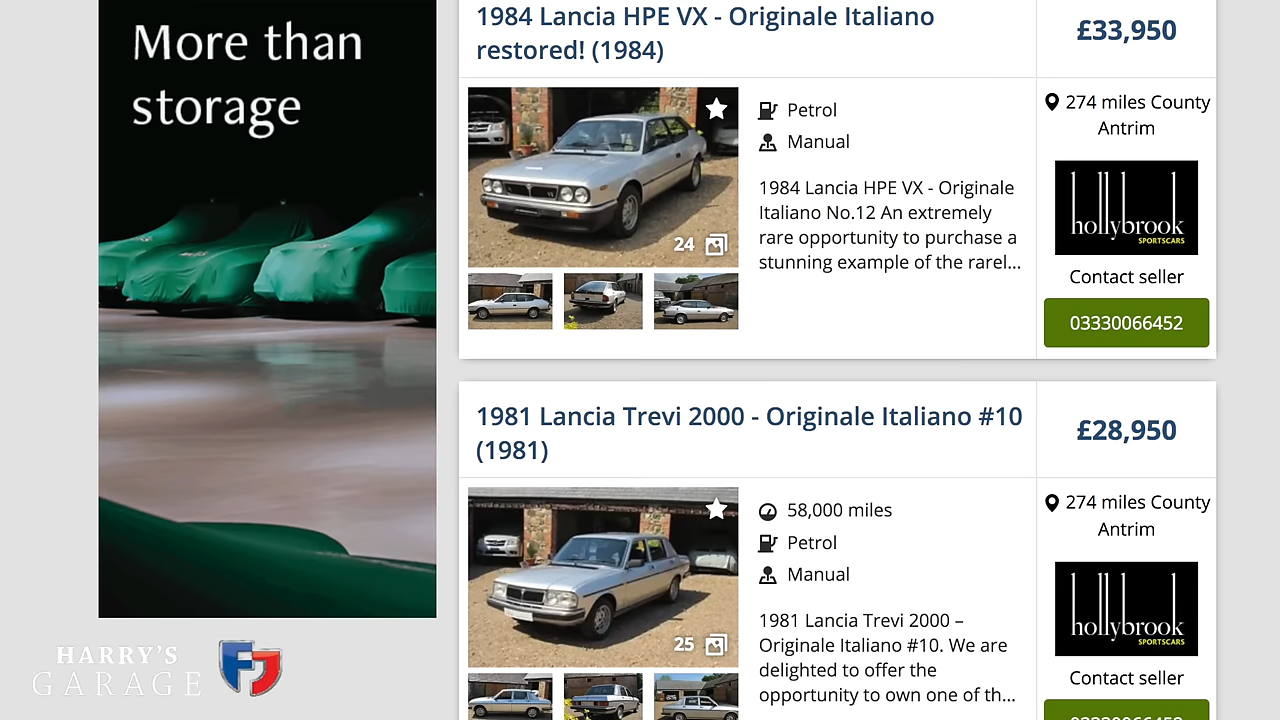 More than
storage
1984 Lancia HPE VX - Originale Italiano
restored! (1984)
£33,950
24
Petrol
Manual
1984 Lancia HPE VX - Originale
Italiano No.12 An extremely
rare opportunity to purchase a
stunning example of the rarel...
274 miles County
Antrim
hollybrook
SPORTSCARS
Contact seller
03330066452
1981 Lancia Trevi 2000 - Originale Italiano #10
(1981)
£28,950
25
58,000 miles
Petrol
Manual
1981 Lancia Trevi 2000 –
Originale Italiano #10. We are
delighted to offer the
opportunity to own one of th...
274 miles County
Antrim
hollybrook
SPORTSCARS
Contact seller
03330066452
HARRY'S
GARAGE